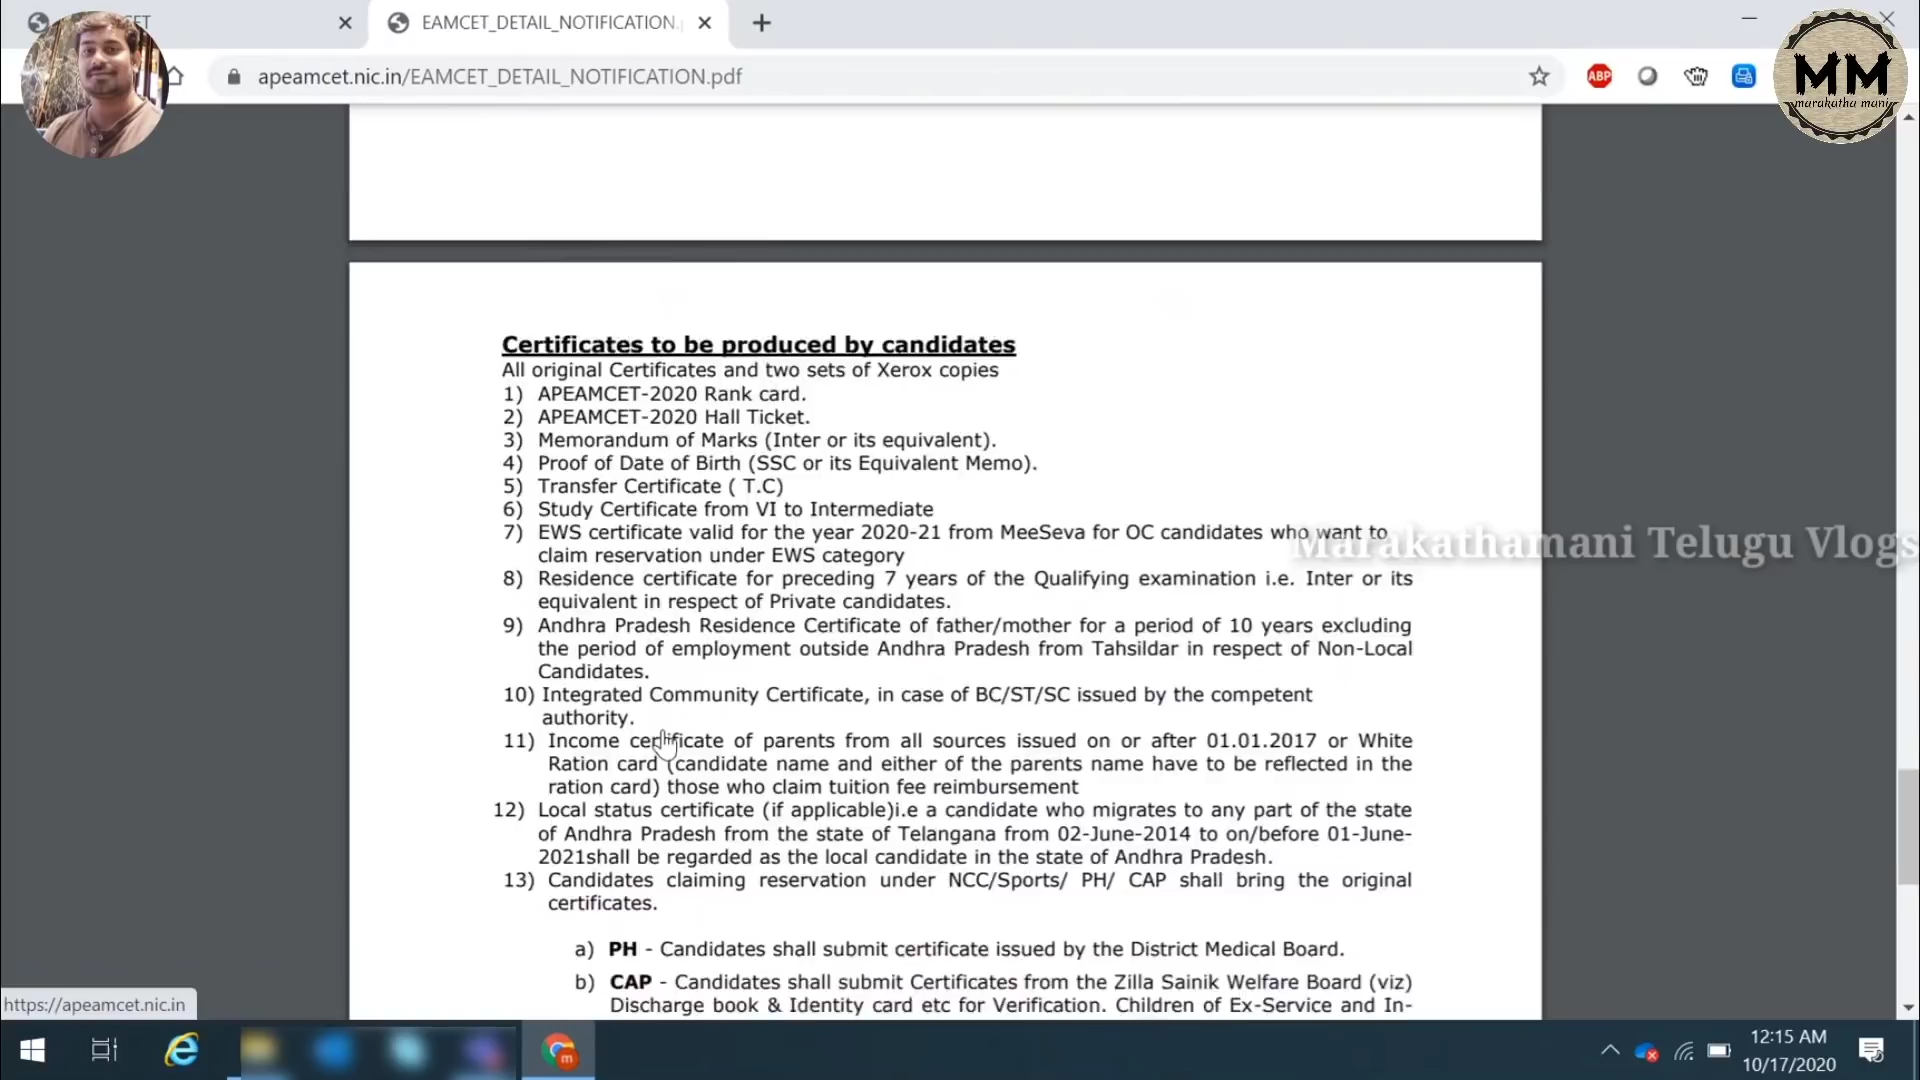 CET
EAMCET_DETAIL_NOTIFICATION.
apeamcet.nic.in/EAMCET_DETAIL_NOTIFICATION.pdf
ABP
MM
marakatha mani
Certificates to be produced by candidates
All original Certificates and two sets of Xerox copies
1) APEAMCET-2020 Rank card.
2) APEAMCET-2020 Hall Ticket.
3) Memorandum of Marks (Inter or its equivalent).
4) Proof of Date of Birth (SSC or its Equivalent Memo).
5) Transfer Certificate ( T.C)
6) Study Certificate from VI to Intermediate
7) EWS certificate valid for the year 2020-21 from MeeSeva for OC candidates who want to
Marakathamani Telugu Vlogs
claim reservation under EWS category
8) Residence certificate for preceding 7 years of the Qualifying examination i.e. Inter or its
equivalent in respect of Private candidates.
9) Andhra Pradesh Residence Certificate of father/mother for a period of 10 years excluding
the period of employment outside Andhra Pradesh from Tahsildar in respect of Non-Local
Candidates.
10) Integrated Community Certificate, in case of BC/ST/SC issued by the competent
authority.
11) Income certificate of parents from all sources issued on or after 01.01.2017 or White
Ration card (candidate name and either of the parents name have to be reflected in the
ration card) those who claim tuition fee reimbursement
12) Local status certificate (if applicable)i.e a candidate who migrates to any part of the state
of Andhra Pradesh from the state of Telangana from 02-June-2014 to on/before 01-June-
2021shall be regarded as the local candidate in the state of Andhra Pradesh.
13) Candidates claiming reservation under NCC/Sports/ PH/ CAP shall bring the original
certificates.
a) PH - Candidates shall submit certificate issued by the District Medical Board.
b) CAP - Candidates shall submit Certificates from the Zilla Sainik Welfare Board (viz)
Discharge book & Identity card etc for Verification. Children of Ex-Service and In-
https://apeamcet.nic.in
m
12:15 AM
10/17/2020